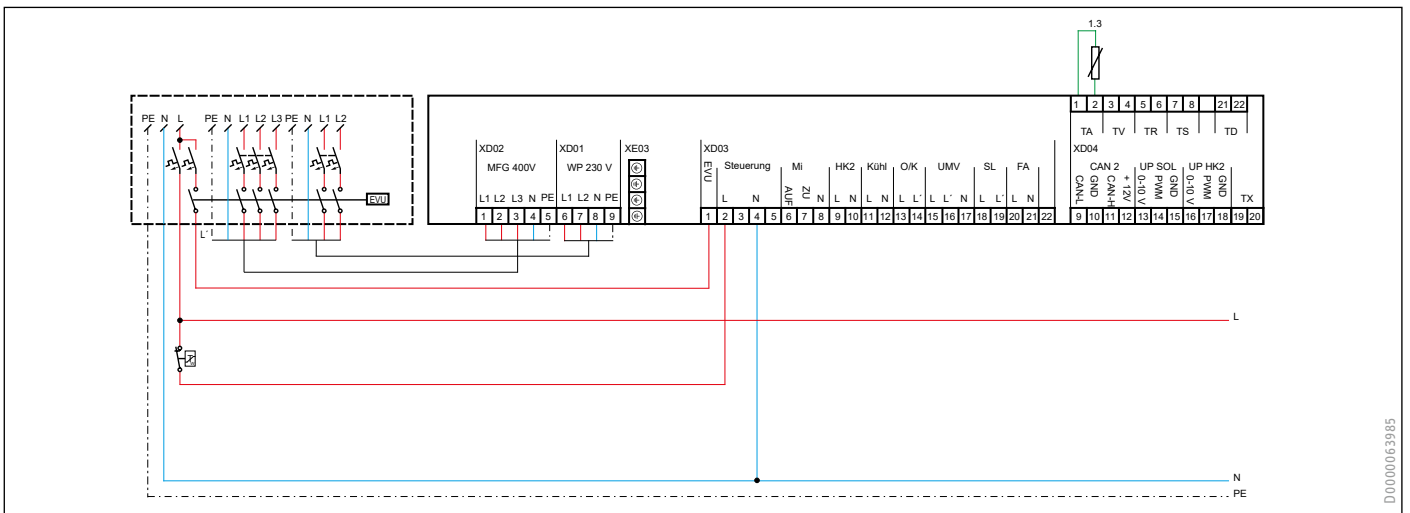 1.3
1 2 3 4 5 6 7 8 21 22
TA TV TR TS TD
PE N L PE N L1 L2 L3 PE N L1 L2
XD02 XD01 XE03 XD03 XD04
MFG 400V WP 230 V
EVU Steuerung Mi HK2 Kühl O/K UMV SL FA
CAN 2 UP SOL UP HK2
CAN-L GND CAN-H + 12V 0-10 V PWM GND 0-10 V PWM GND TX
EVU
L1 L2 L3 N PE L1 L2 N PE
L N AUF ZU N L N L N L L´ L L´ N L L´ L N
1 2 3 4 5 6 7 8 9
1 2 3 4 5 6 7 8 9 10 11 12 13 14 15 16 17 18 19 20 21 22
9 10 11 12 13 14 15 16 17 18 19 20
L´
L
N
PE
D0000063985